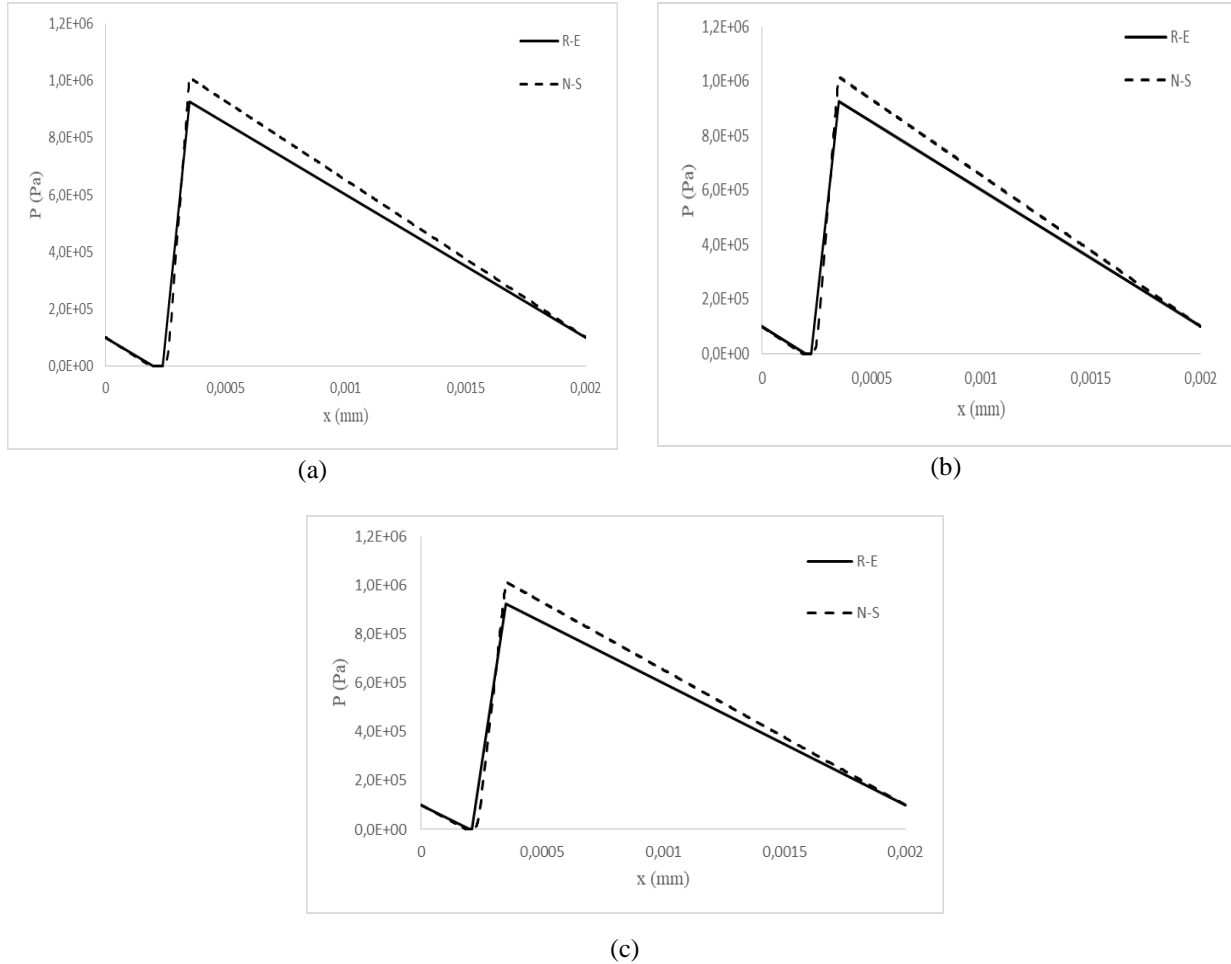 1,2E+06
1,0E+06
8,0E+05
6,0E+05
4,0E+05
2,0E+05
0,0E+00
P (Pa)
0 0,0005 0,001 0,0015 0,002
x (mm)
R-E
N-S
(a)
1,2E+06
1,0E+06
8,0E+05
6,0E+05
4,0E+05
2,0E+05
0,0E+00
P (Pa)
0 0,0005 0,001 0,0015 0,002
x (mm)
R-E
N-S
(b)
1,2E+06
1,0E+06
8,0E+05
6,0E+05
4,0E+05
2,0E+05
0,0E+00
P (Pa)
0 0,0005 0,001 0,0015 0,002
x (mm)
R-E
N-S
(c)